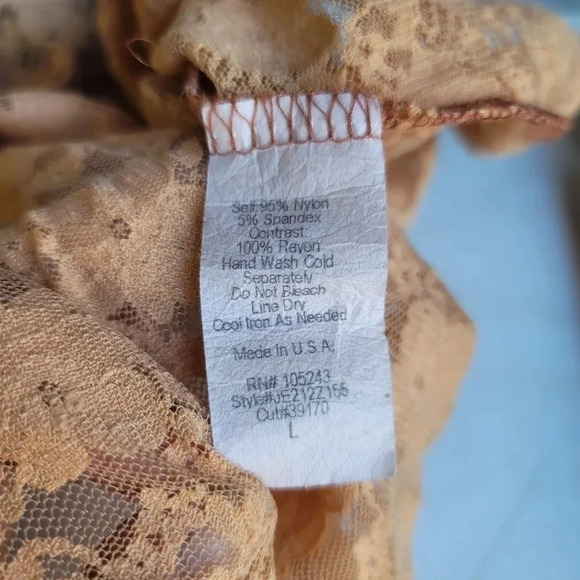 Self 95% Nylon
5% Spandex
Contrast
100% Rayon
Hand Wash Cold
Separately
Do Not Bleach
Line Dry
Cool Iron As Needed
Made In U.S.A.
RN# 105243
Style#JE212Z155
Cut#39170
L